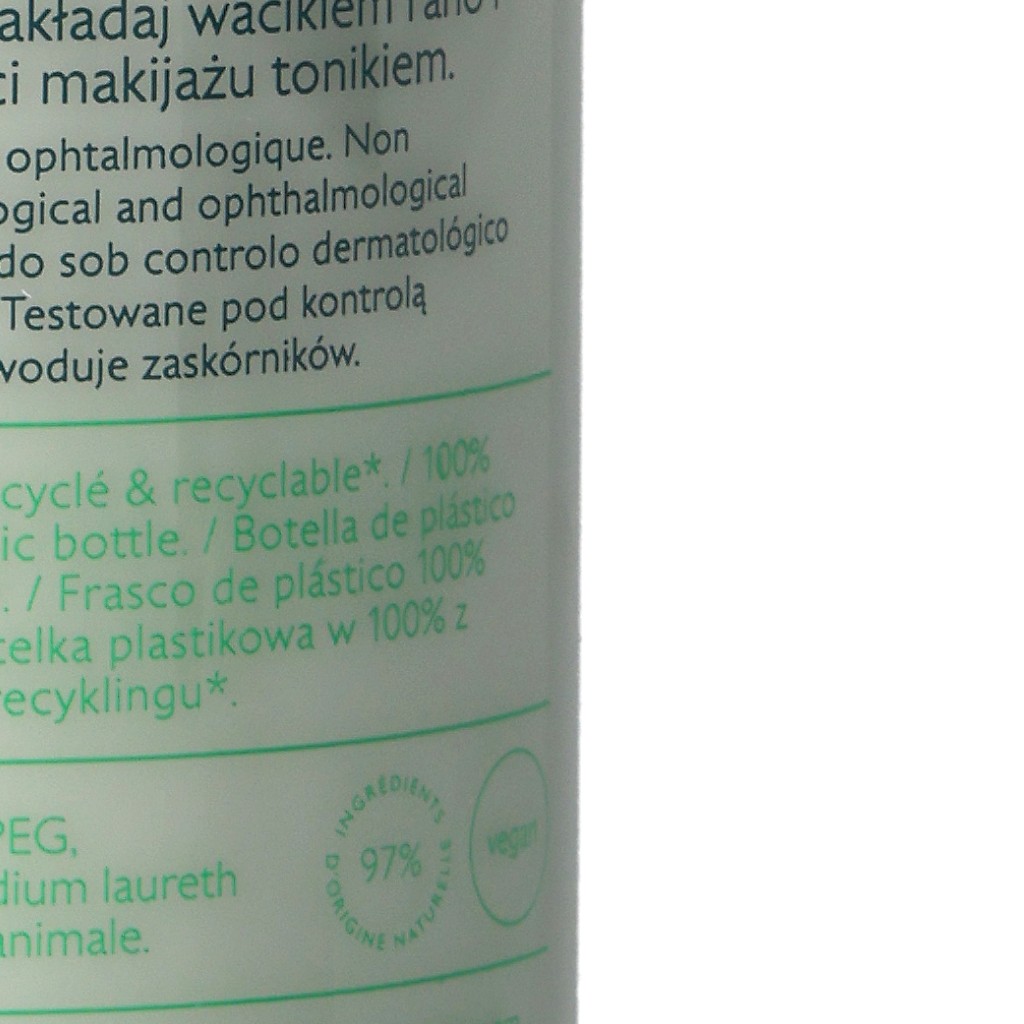 akładaj wacikiem rano i
ci makijażu tonikiem.
ophtalmologique. Non
ogical and ophthalmological
do sob controlo dermatológico
Testowane pod kontrolą
woduje zaskórników.
cyclé & recyclable*. / 100%
ic bottle. / Botella de plástico
. / Frasco de plástico 100%
telka plastikowa w 100% z
recyklingu*.
PEG,
dium laureth
animale.
INGRÉDIENTS
D'ORIGINE NATURELLE
97%
vegan